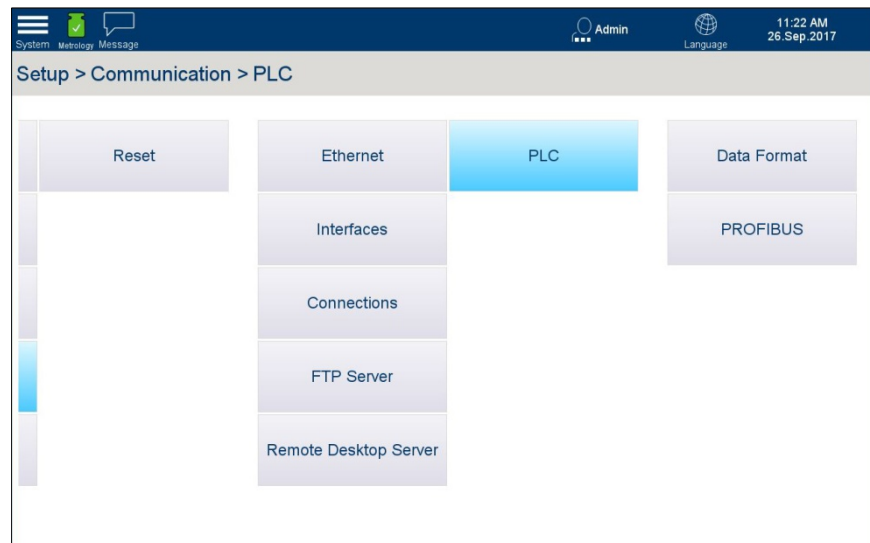 System Metrology Message
Admin
Language
11:22 AM
26.Sep.2017
Setup > Communication > PLC
Reset
Ethernet
PLC
Data Format
Interfaces
PROFIBUS
Connections
FTP Server
Remote Desktop Server